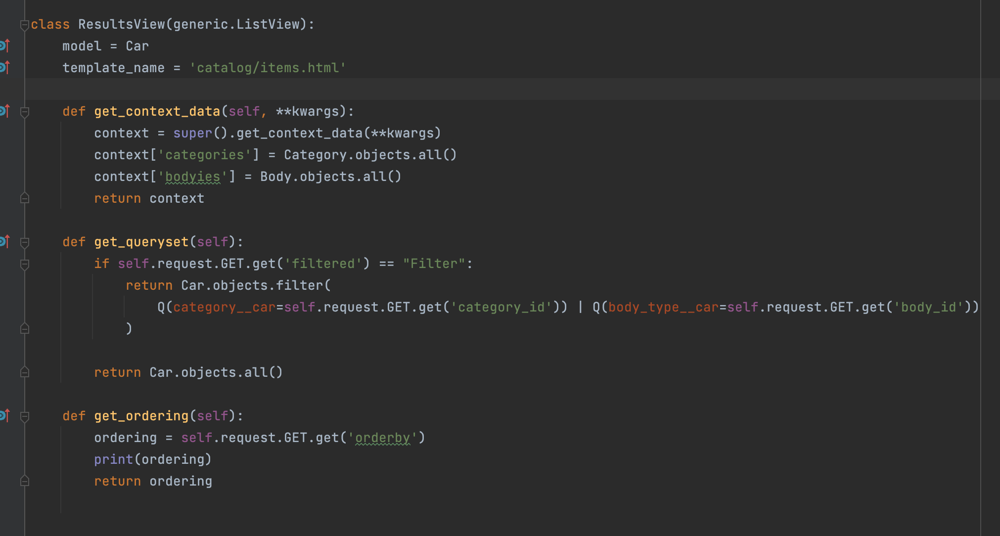 class ResultsView(generic.ListView):
    model = Car
    template_name = 'catalog/items.html'
    def get_context_data(self, **kwargs):
        context = super().get_context_data(**kwargs)
        context['categories'] = Category.objects.all()
        context['bodyies'] = Body.objects.all()
        return context
    def get_queryset(self):
        if self.request.GET.get('filtered') == "Filter":
            return Car.objects.filter(
                Q(category__car=self.request.GET.get('category_id')) | Q(body_type__car=self.request.GET.get('body_id'))
            )
        return Car.objects.all()
    def get_ordering(self):
        ordering = self.request.GET.get('orderby')
        print(ordering)
        return ordering